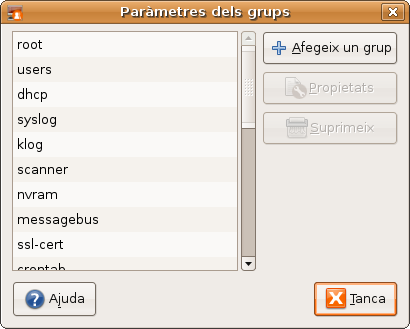 Paràmetres dels grups
root
users
dhcp
syslog
klog
scanner
nvram
messagebus
ssl-cert
crontab
Afegeix un grup
Propietats
Suprimeix
Ajuda
Tanca